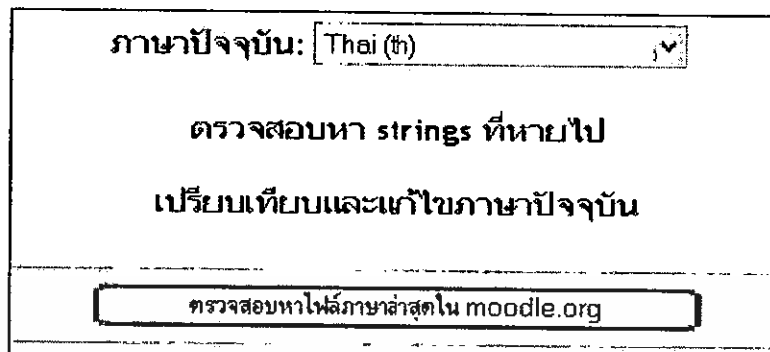 ภาษาปัจจุบัน: Thai (th)
ตรวจสอบหา strings ที่หายไป
เปรียบเทียบและแก้ไขภาษาปัจจุบัน
ตรวจสอบหาไฟล์ภาษาล่าสุดใน moodle.org